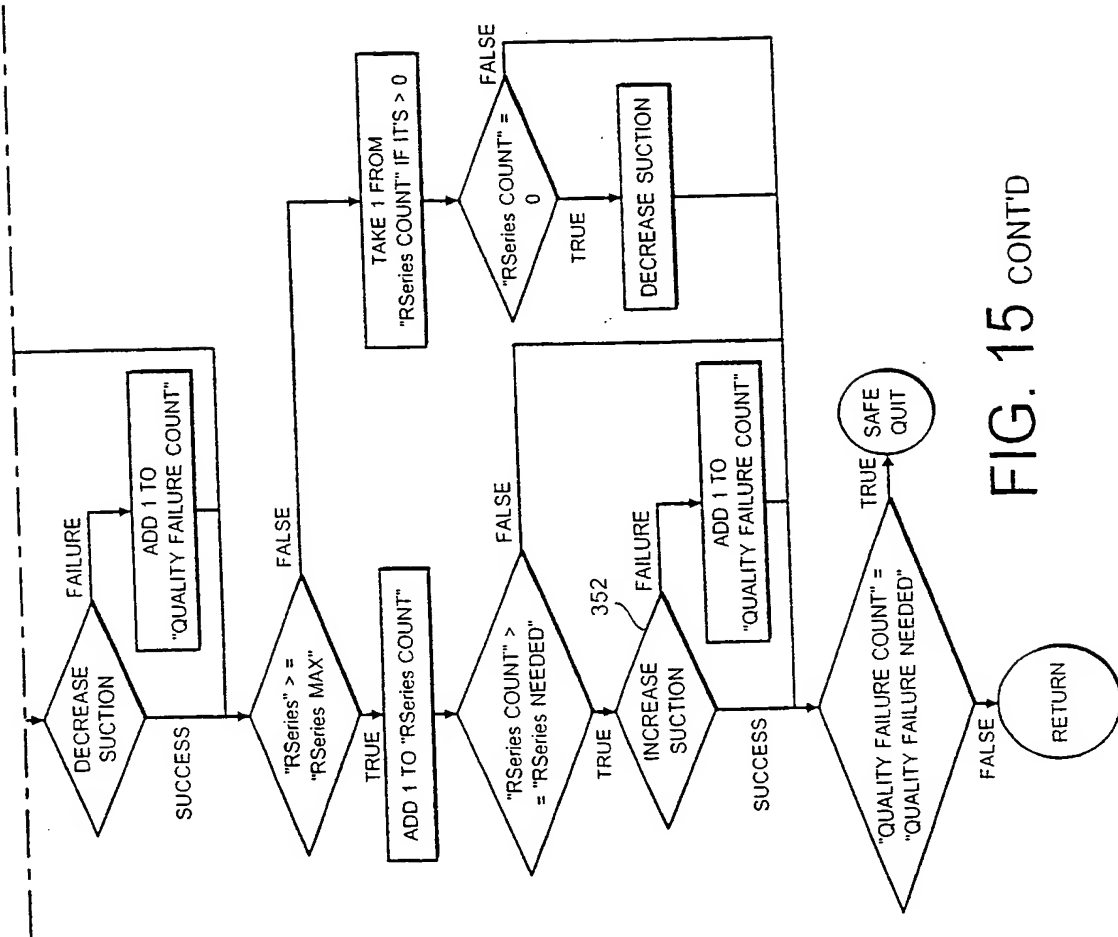 DECREASE
SUCTION
FAILURE
ADD 1 TO
"QUALITY FAILURE COUNT"
SUCCESS
"RSeries" > =
"RSeries MAX"
FALSE
TRUE
TAKE 1 FROM
"RSeries COUNT" IF IT'S > 0
"RSeries COUNT" =
0
FALSE
TRUE
DECREASE SUCTION
ADD 1 TO "RSeries COUNT"
"RSeries COUNT" >
= "RSeries NEEDED"
FALSE
TRUE
352
INCREASE
SUCTION
FAILURE
ADD 1 TO
"QUALITY FAILURE COUNT"
SUCCESS
"QUALITY FAILURE COUNT" =
"QUALITY FAILURE NEEDED"
TRUE
SAFE
QUIT
FALSE
RETURN
FIG. 15 CONT'D